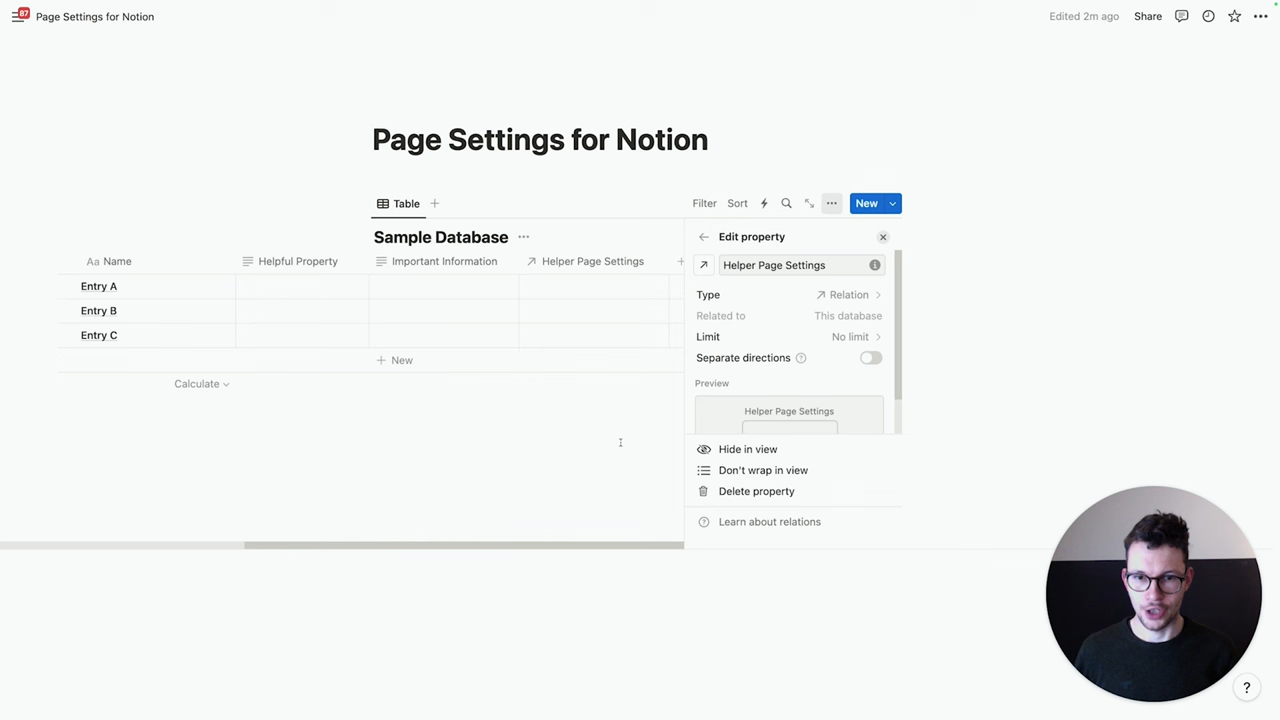 87
Page Settings for Notion
Edited 2m ago
Share
Page Settings for Notion
Table
Filter
Sort
New
Sample Database
Aa Name
Helpful Property
Important Information
Helper Page Settings
Entry A
Entry B
Entry C
New
Calculate
Edit property
Helper Page Settings
Type
Relation
Related to
This database
Limit
No limit
Separate directions
Preview
Helper Page Settings
Hide in view
Don't wrap in view
Delete property
Learn about relations
?